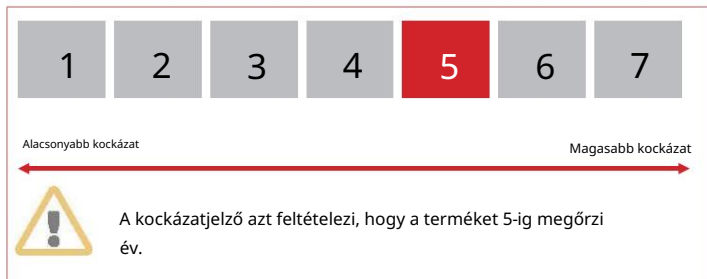 1 2 3 4 5 6 7
Alacsonyabb kockázat
Magasabb kockázat
A kockázatjelző azt feltételezi, hogy a terméket 5-ig megőrzi
év.